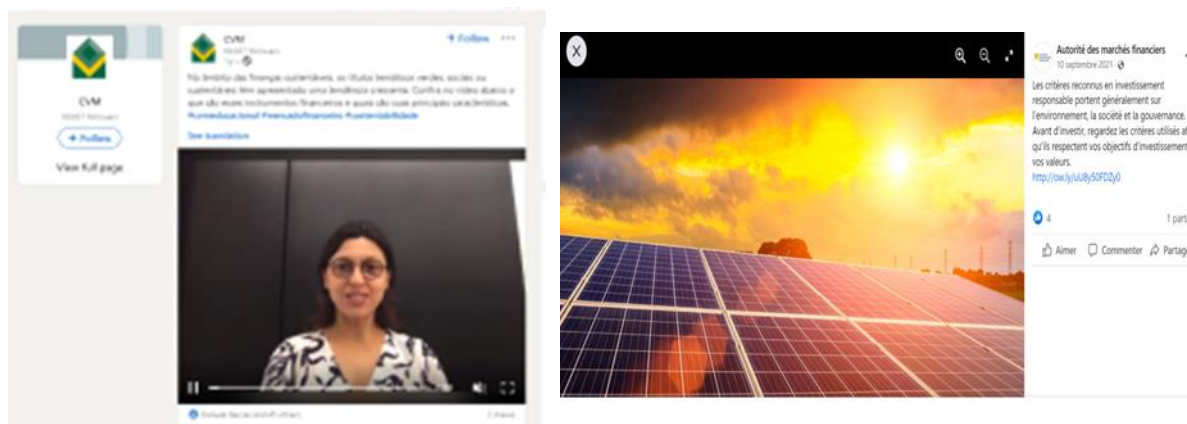 CVM
+ Follow
View full page
CVM
+ Follow
No âmbito das finanças sustentáveis, os títulos temáticos verdes, sociais ou
sustentáveis têm apresentado uma tendência crescente. Confira no vídeo abaixo o
que são esses instrumentos financeiros e quais são suas principais características.
#cvmeducacional #mercadofinanceiro #sustentabilidade
See translation
X
Autorité des marchés financiers
10 septembre 2021
Les critères reconnus en investissement
responsable portent généralement sur
l'environnement, la société et la gouvernance.
Avant d'investir, regardez les critères utilisés af
qu'ils respectent vos objectifs d'investissement
vos valeurs.
http://ow.ly/uU8y50FDZy0
4
1 part
Aimer Commenter Partage